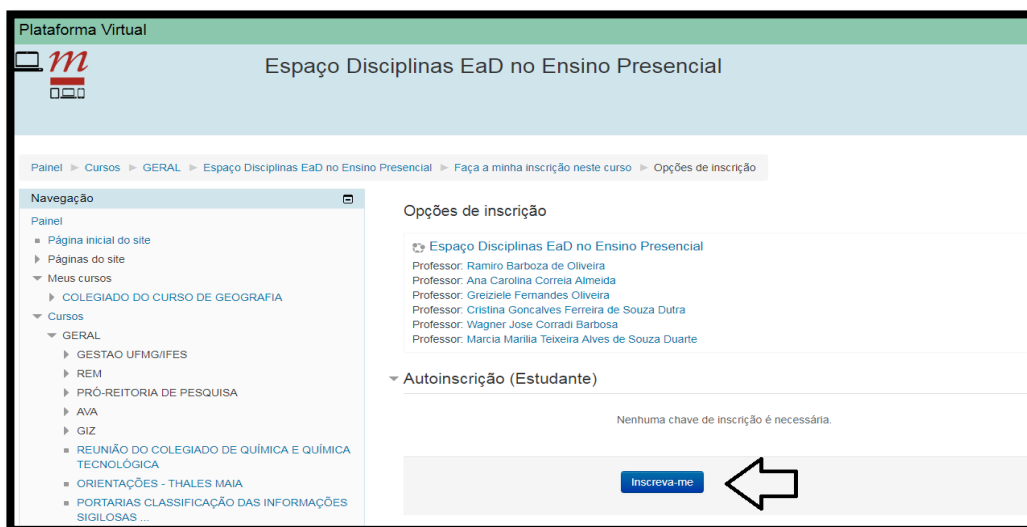 Plataforma Virtual
m
Espaço Disciplinas EaD no Ensino Presencial
Painel ► Cursos ► GERAL ► Espaço Disciplinas EaD no Ensino Presencial ► Faça a minha inscrição neste curso ► Opções de inscrição
Navegação
Painel
Página inicial do site
Páginas do site
Meus cursos
COLEGIADO DO CURSO DE GEOGRAFIA
Cursos
GERAL
GESTAO UFMG/IFES
REM
PRÓ-REITORIA DE PESQUISA
AVA
GIZ
REUNIÃO DO COLEGIADO DE QUÍMICA E QUÍMICA
TECNOLÓGICA
ORIENTAÇÕES - THALES MAIA
PORTARIAS CLASSIFICAÇÃO DAS INFORMAÇÕES
SIGILOSAS ...
Opções de inscrição
Espaço Disciplinas EaD no Ensino Presencial
Professor: Ramiro Barboza de Oliveira
Professor: Ana Carolina Correia Almeida
Professor: Greiziele Fernandes Oliveira
Professor: Cristina Goncalves Ferreira de Souza Dutra
Professor: Wagner Jose Corradi Barbosa
Professor: Marcia Marilia Teixeira Alves de Souza Duarte
Autoinscrição (Estudante)
Nenhuma chave de inscrição é necessária.
Inscreva-me